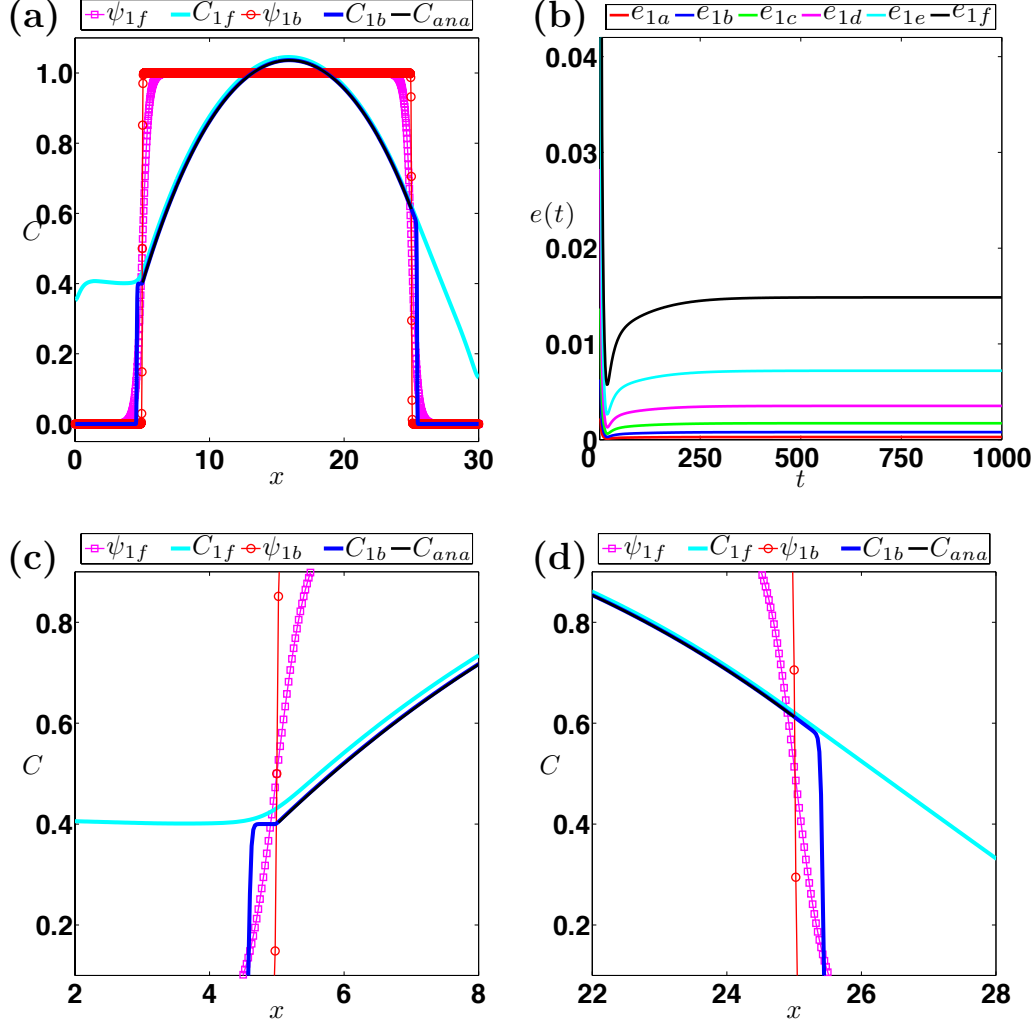 (a)
ψ1f C1f ψ1b C1b Cana
C
1.0
0.8
0.6
0.4
0.2
0.0
0 10 20 30
x
(b)
e1a e1b e1c e1d e1e e1f
e(t)
0.04
0.03
0.02
0.01
0
0 250 500 750 1000
t
(c)
ψ1f C1f ψ1b C1b Cana
C
0.8
0.6
0.4
0.2
2 4 6 8
x
(d)
ψ1f C1f ψ1b C1b Cana
C
0.8
0.6
0.4
0.2
22 24 26 28
x